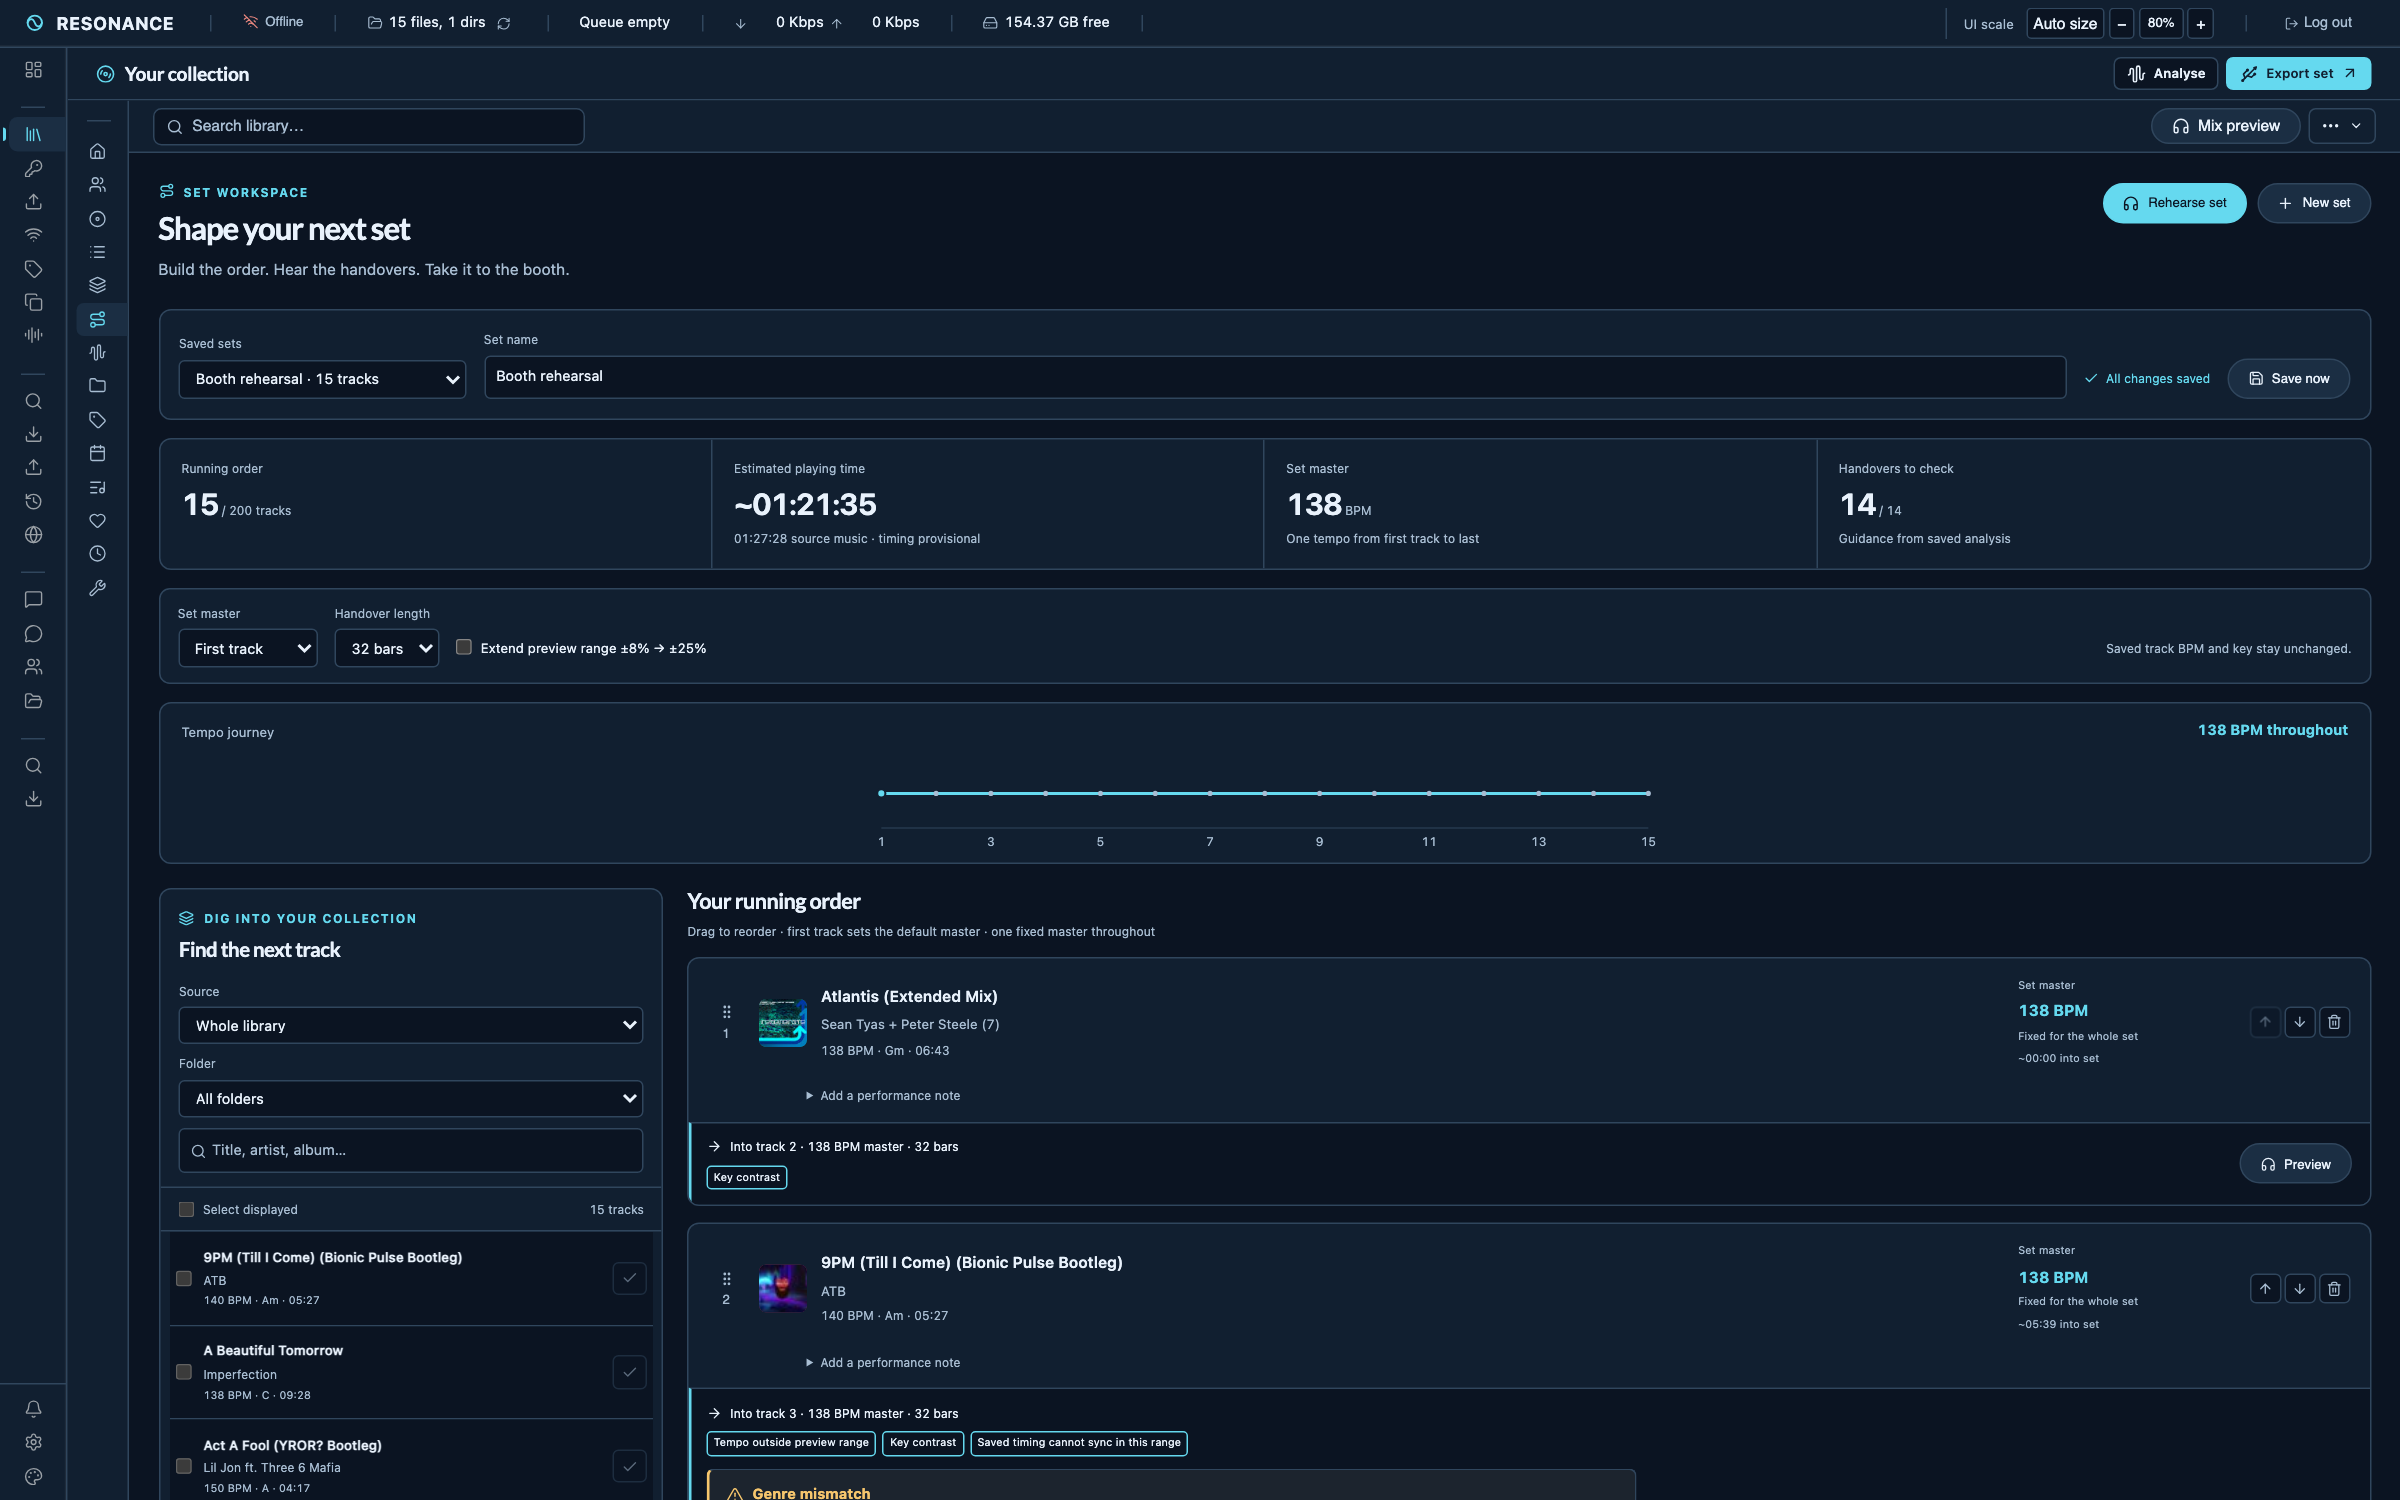 RESONANCE
Offline
15 files, 1 dirs
Queue empty
0 Kbps
0 Kbps
154.37 GB free
UI scale
Auto size
–
80%
+
Log out
Your collection
Analyse
Export set
Search library...
Mix preview
SET WORKSPACE
Shape your next set
Build the order. Hear the handovers. Take it to the booth.
Rehearse set
New set
Saved sets
Booth rehearsal · 15 tracks
Set name
Booth rehearsal
All changes saved
Save now
Running order
15 / 200 tracks
Estimated playing time
~01:21:35
01:27:28 source music · timing provisional
Set master
138 BPM
One tempo from first track to last
Handovers to check
14 / 14
Guidance from saved analysis
Set master
First track
Handover length
32 bars
Extend preview range ±8% → ±25%
Saved track BPM and key stay unchanged.
Tempo journey
138 BPM throughout
1 3 5 7 9 11 13 15
DIG INTO YOUR COLLECTION
Find the next track
Source
Whole library
Folder
All folders
Title, artist, album...
Select displayed
15 tracks
9PM (Till I Come) (Bionic Pulse Bootleg)
ATB
140 BPM · Am · 05:27
A Beautiful Tomorrow
Imperfection
138 BPM · C · 09:28
Act A Fool (YROR? Bootleg)
Lil Jon ft. Three 6 Mafia
150 BPM · A · 04:17
Your running order
Drag to reorder · first track sets the default master · one fixed master throughout
1
Atlantis (Extended Mix)
Sean Tyas + Peter Steele (7)
138 BPM · Gm · 06:43
Add a performance note
Set master
138 BPM
Fixed for the whole set
~00:00 into set
Into track 2 · 138 BPM master · 32 bars
Key contrast
Preview
2
9PM (Till I Come) (Bionic Pulse Bootleg)
ATB
140 BPM · Am · 05:27
Add a performance note
Set master
138 BPM
Fixed for the whole set
~05:39 into set
Into track 3 · 138 BPM master · 32 bars
Tempo outside preview range
Key contrast
Saved timing cannot sync in this range
Genre mismatch